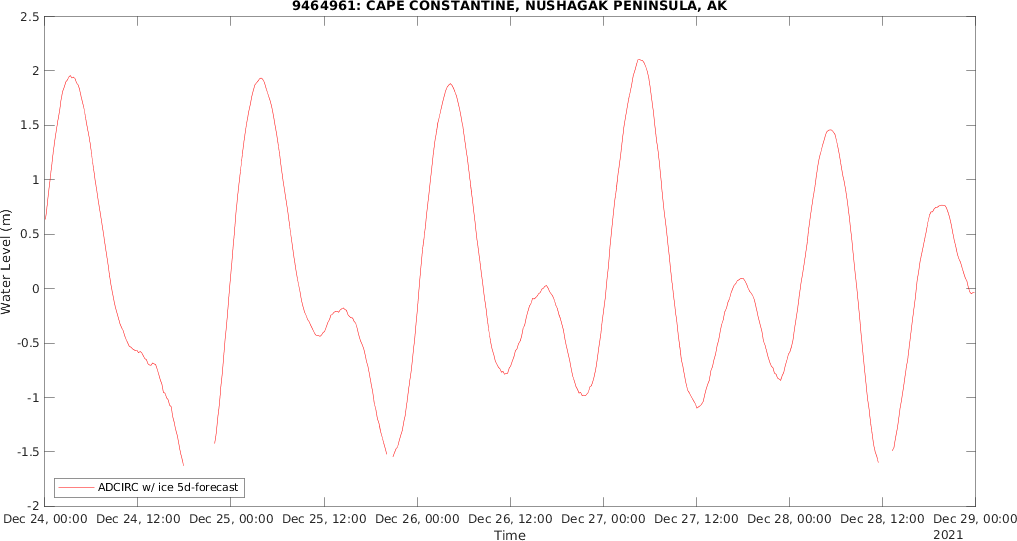 9464961: CAPE CONSTANTINE, NUSHAGAK PENINSULA, AK
2.5
2
1.5
1
0.5
0
-0.5
-1
-1.5
-2
Water Level (m)
ADCIRC w/ ice 5d-forecast
Dec 24, 00:00 Dec 24, 12:00 Dec 25, 00:00 Dec 25, 12:00 Dec 26, 00:00 Dec 26, 12:00 Dec 27, 00:00 Dec 27, 12:00 Dec 28, 00:00 Dec 28, 12:00 Dec 29, 00:00
2021
Time